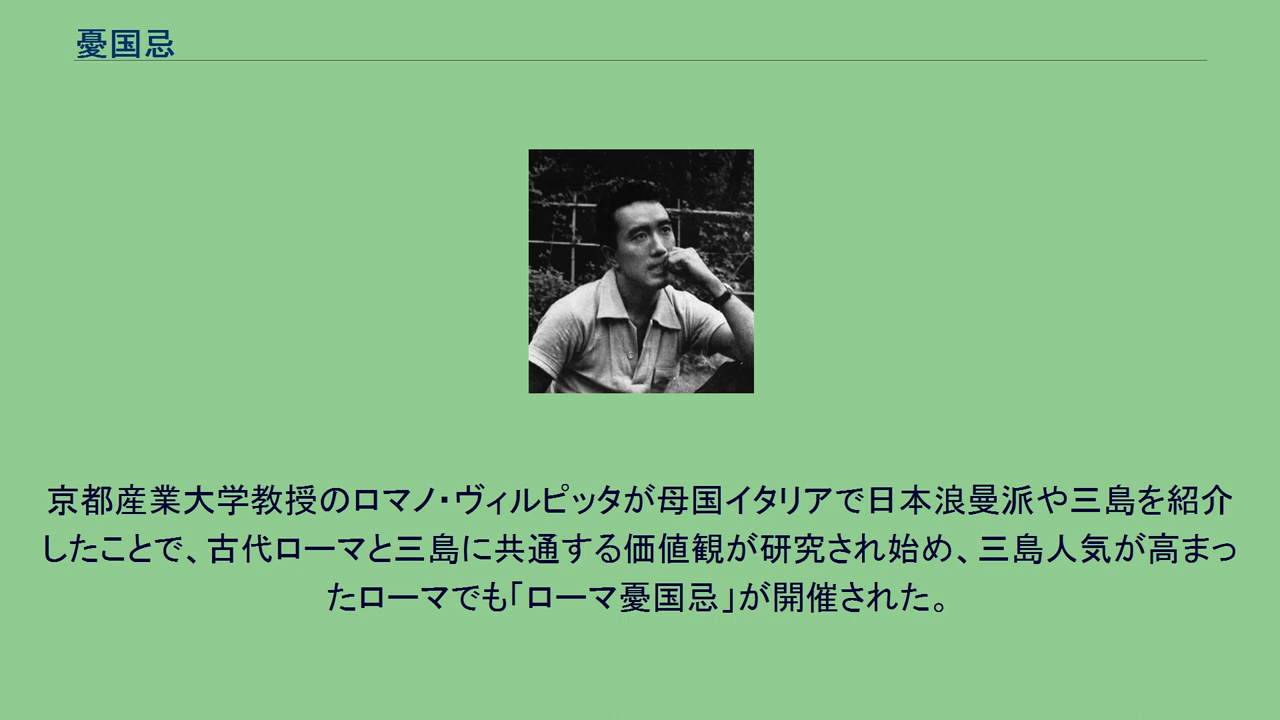 憂国忌
京都産業大学教授のロマノ・ヴィルピッタが母国イタリアで日本浪曼派や三島を紹介
したことで、古代ローマと三島に共通する価値観が研究され始め、三島人気が高まっ
たローマでも「ローマ憂国忌」が開催された。